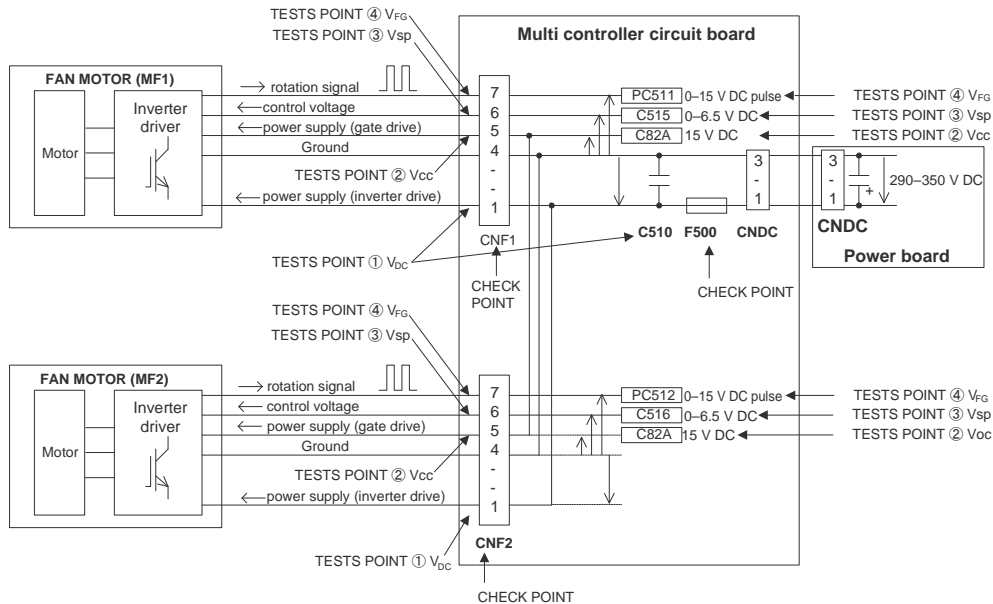 TESTS POINT ④ VFG
TESTS POINT ③ Vsp
Multi controller circuit board
FAN MOTOR (MF1)
Motor
Inverter
driver
→ rotation signal
← control voltage
← power supply (gate drive)
Ground
TESTS POINT ② Vcc
← power supply (inverter drive)
7
6
5
4
-
-
1
CNF1
CHECK
POINT
TESTS POINT ① VDC
PC511 0–15 V DC pulse
C515 0–6.5 V DC
C82A 15 V DC
TESTS POINT ④ VFG
TESTS POINT ③ Vsp
TESTS POINT ② Vcc
C510
F500
CHECK POINT
3
-
1
CNDC
3
-
1
+
290–350 V DC
CNDC
Power board
TESTS POINT ④ VFG
TESTS POINT ③ Vsp
FAN MOTOR (MF2)
Motor
Inverter
driver
→ rotation signal
← control voltage
← power supply (gate drive)
Ground
TESTS POINT ② Vcc
← power supply (inverter drive)
7
6
5
4
-
-
1
CNF2
TESTS POINT ① VDC
CHECK POINT
PC512 0–15 V DC pulse
C516 0–6.5 V DC
C82A 15 V DC
TESTS POINT ④ VFG
TESTS POINT ③ Vsp
TESTS POINT ② Voc